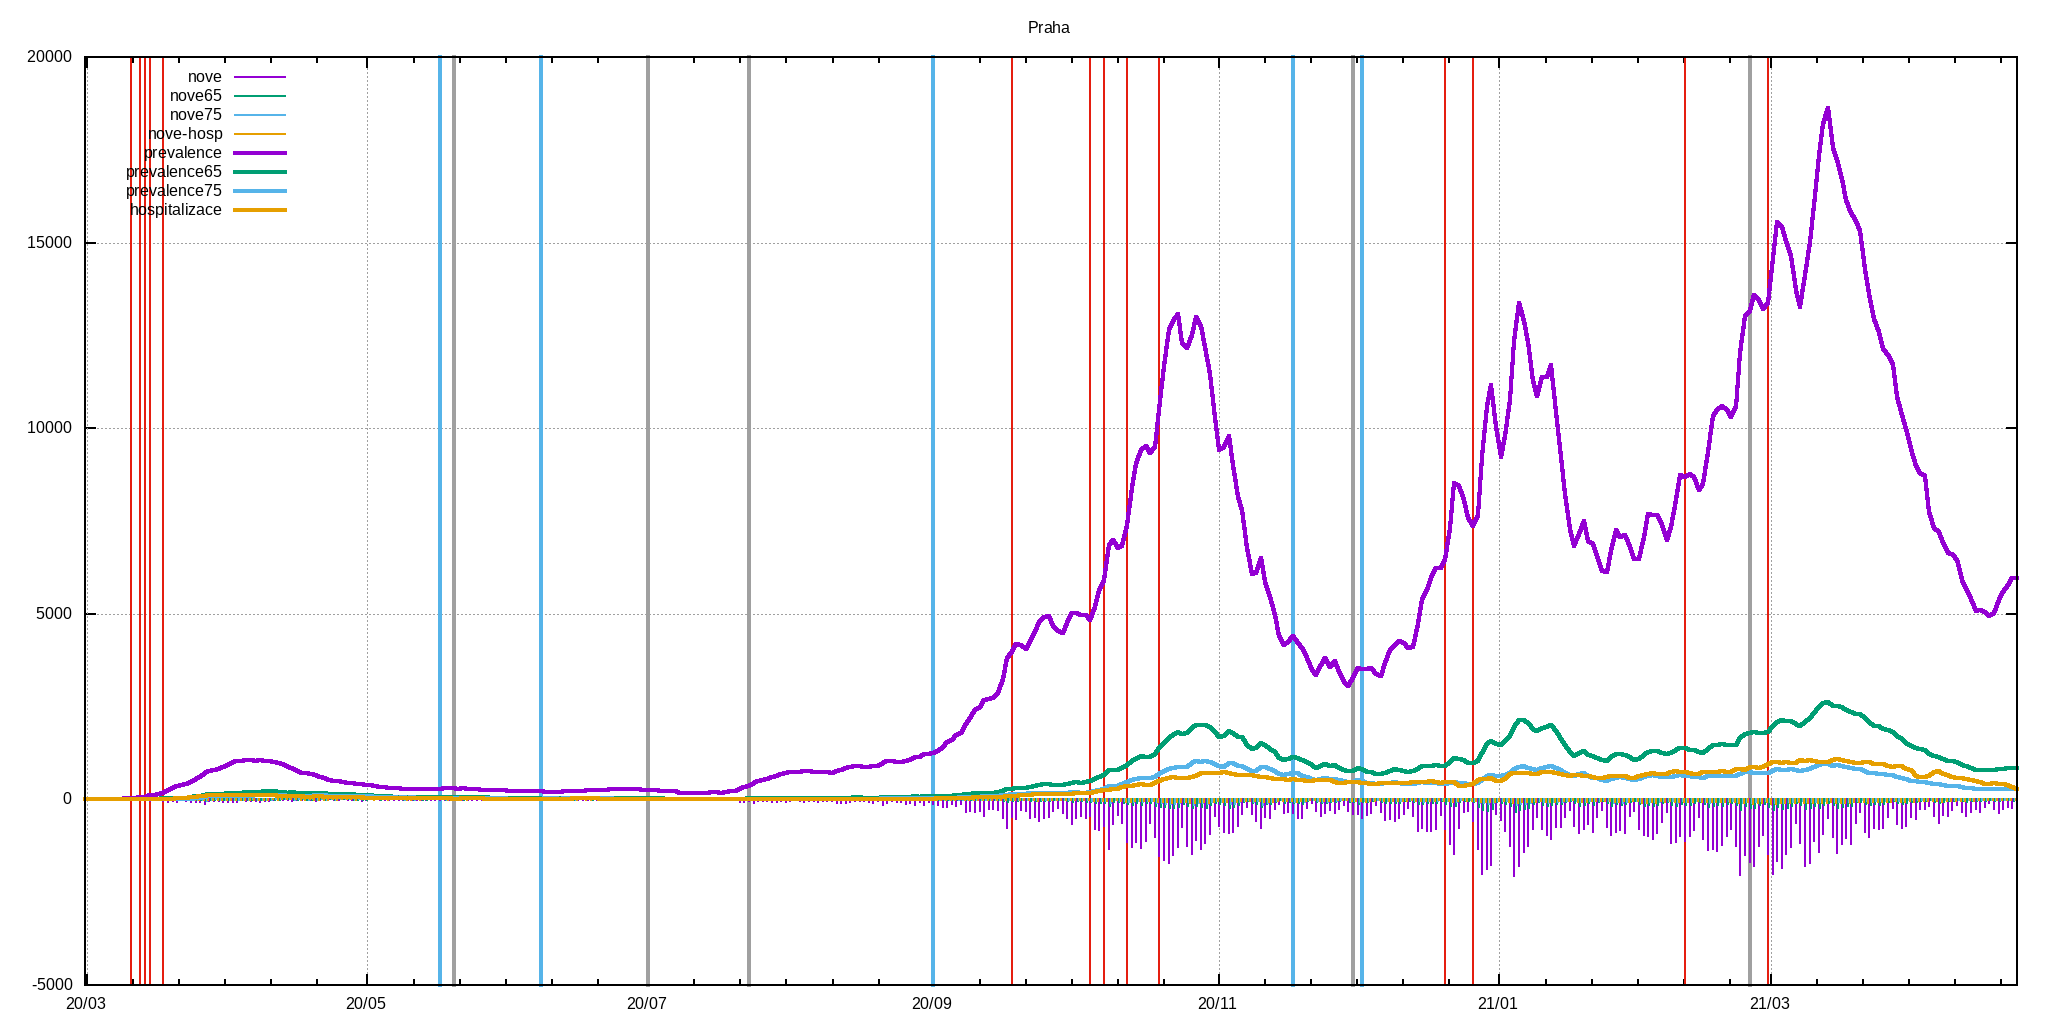 Praha
20000
15000
10000
5000
0
-5000
nove
nove65
nove75
nove-hosp
prevalence
prevalence65
prevalence75
hospitalizace
20/03
20/05
20/07
20/09
20/11
21/01
21/03